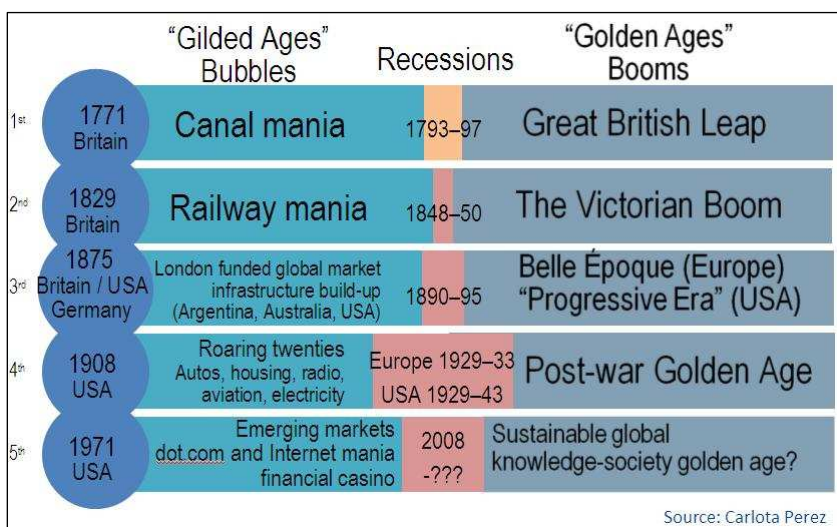 “Gilded Ages”
Bubbles
Recessions
“Golden Ages”
Booms
1st
1771
Britain
Canal mania
1793–97
Great British Leap
2nd
1829
Britain
Railway mania
1848–50
The Victorian Boom
3rd
1875
Britain / USA
Germany
London funded global market
infrastructure build-up
(Argentina, Australia, USA)
1890–95
Belle Époque (Europe)
“Progressive Era” (USA)
4th
1908
USA
Roaring twenties
Autos, housing, radio,
aviation, electricity
Europe 1929–33
USA 1929–43
Post-war Golden Age
5th
1971
USA
Emerging markets
dot.com and Internet mania
financial casino
2008
-???
Sustainable global
knowledge-society golden age?
Source: Carlota Perez